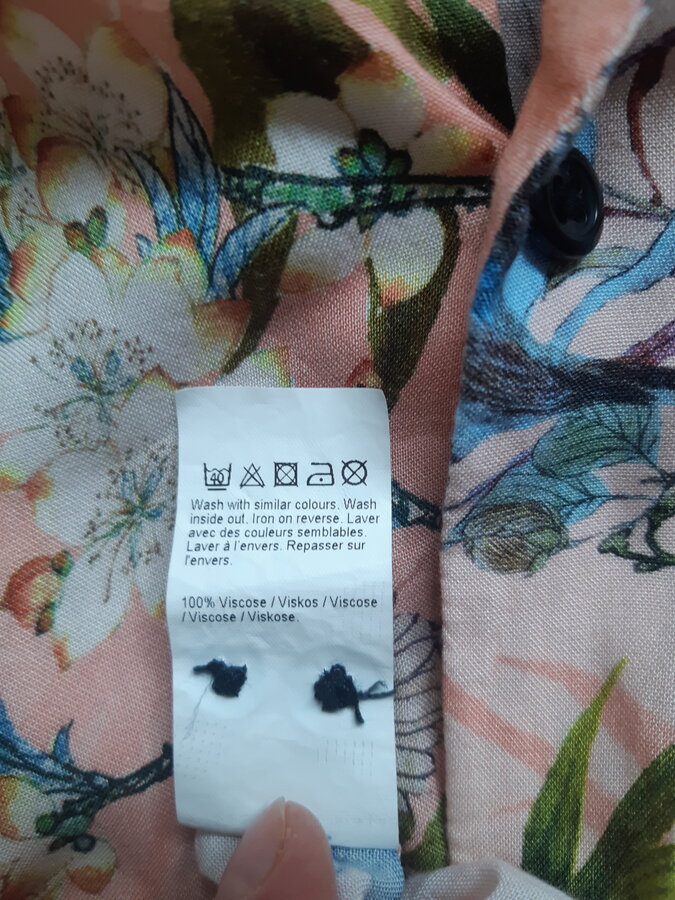 40
Wash with similar colours. Wash
inside out. Iron on reverse. Laver
avec des couleurs semblables.
Laver à l'envers. Repasser sur
l'envers.
100% Viscose / Viskos / Viscose
/ Viscose / Viskose.